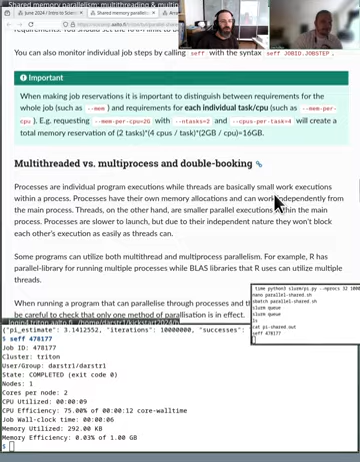 Shared memory parallelism: multithreading & multip
June 2024 / Intro to Scien
Shared memory parallelism:
requirements. You should set the RAM limits to b
You can also monitor individual job steps by calling seff with the syntax seff JOBID.JOBSTEP .
Important
When making job reservations it is important to distinguish between requirements for the
whole job (such as --mem ) and requirements for each individual task/cpu (such as --mem-per-
cpu ). E.g. requesting --mem-per-cpu=2G with --ntasks=2 and --cpus-per-task=4 will create a
total memory reservation of (2 tasks)*(4 cpus / task)*(2GB / cpu)=16GB.
Multithreaded vs. multiprocess and double-booking
Processes are individual program executions while threads are basically small work executions
within a process. Processes have their own memory allocations and can work independently from
the main process. Threads, on the other hand, are smaller parallel executions within the main
process. Processes are slower to launch, but due to their independent nature they won't block
each other's execution as easily as threads can.
Some programs can utilize both multithread and multiprocess parallelism. For example, R has
parallel-library for running multiple processes while BLAS libraries that R uses can utilize multiple
threads.
When running a program that can parallelise through processes and th
be careful to check that only one method of parallisation is in effect.
time python3 slurm/pi.py --nprocs 32 1000
nano parallel-shared.sh
sbatch parallel-shared.sh
slurm queue
slurm queue
ls
cat pi-shared.out
seff 478177
{"pi_estimate": 3.1412552, "iterations": 10000000, "successes":
$ seff 478177
Job ID: 478177
Cluster: triton
User/Group: darstr1/darstr1
State: COMPLETED (exit code 0)
Nodes: 1
Cores per node: 2
CPU Utilized: 00:00:09
CPU Efficiency: 75.00% of 00:00:12 core-walltime
Job Wall-clock time: 00:00:06
Memory Utilized: 292.00 KB
Memory Efficiency: 0.03% of 1.00 GB
$